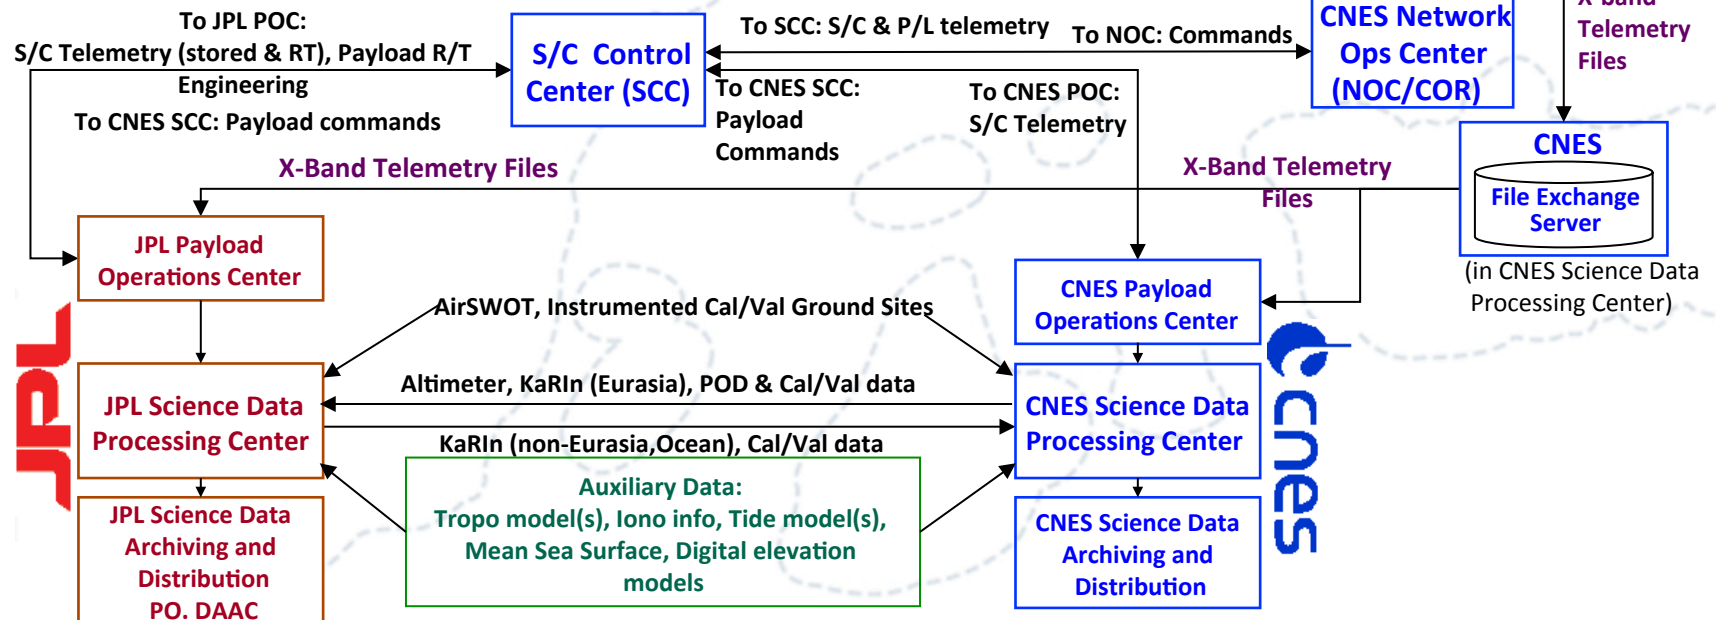 To JPL POC:
S/C Telemetry (stored & RT), Payload R/T
Engineering
To CNES SCC: Payload commands
S/C Control
Center (SCC)
To SCC: S/C & P/L telemetry
To NOC: Commands
CNES Network
Ops Center
(NOC/COR)
X-band
Telemetry
Files
To CNES SCC:
Payload
Commands
To CNES POC:
S/C Telemetry
X-Band Telemetry Files
X-Band Telemetry
Files
CNES
File Exchange
Server
(in CNES Science Data
Processing Center)
JPL Payload
Operations Center
CNES Payload
Operations Center
AirSWOT, Instrumented Cal/Val Ground Sites
JPL
JPL Science Data
Processing Center
Altimeter, KaRIn (Eurasia), POD & Cal/Val data
KaRIn (non-Eurasia,Ocean), Cal/Val data
CNES Science Data
Processing Center
cnes
Auxiliary Data:
Tropo model(s), Iono info, Tide model(s),
Mean Sea Surface, Digital elevation
models
JPL Science Data
Archiving and
Distribution
PO. DAAC
CNES Science Data
Archiving and
Distribution